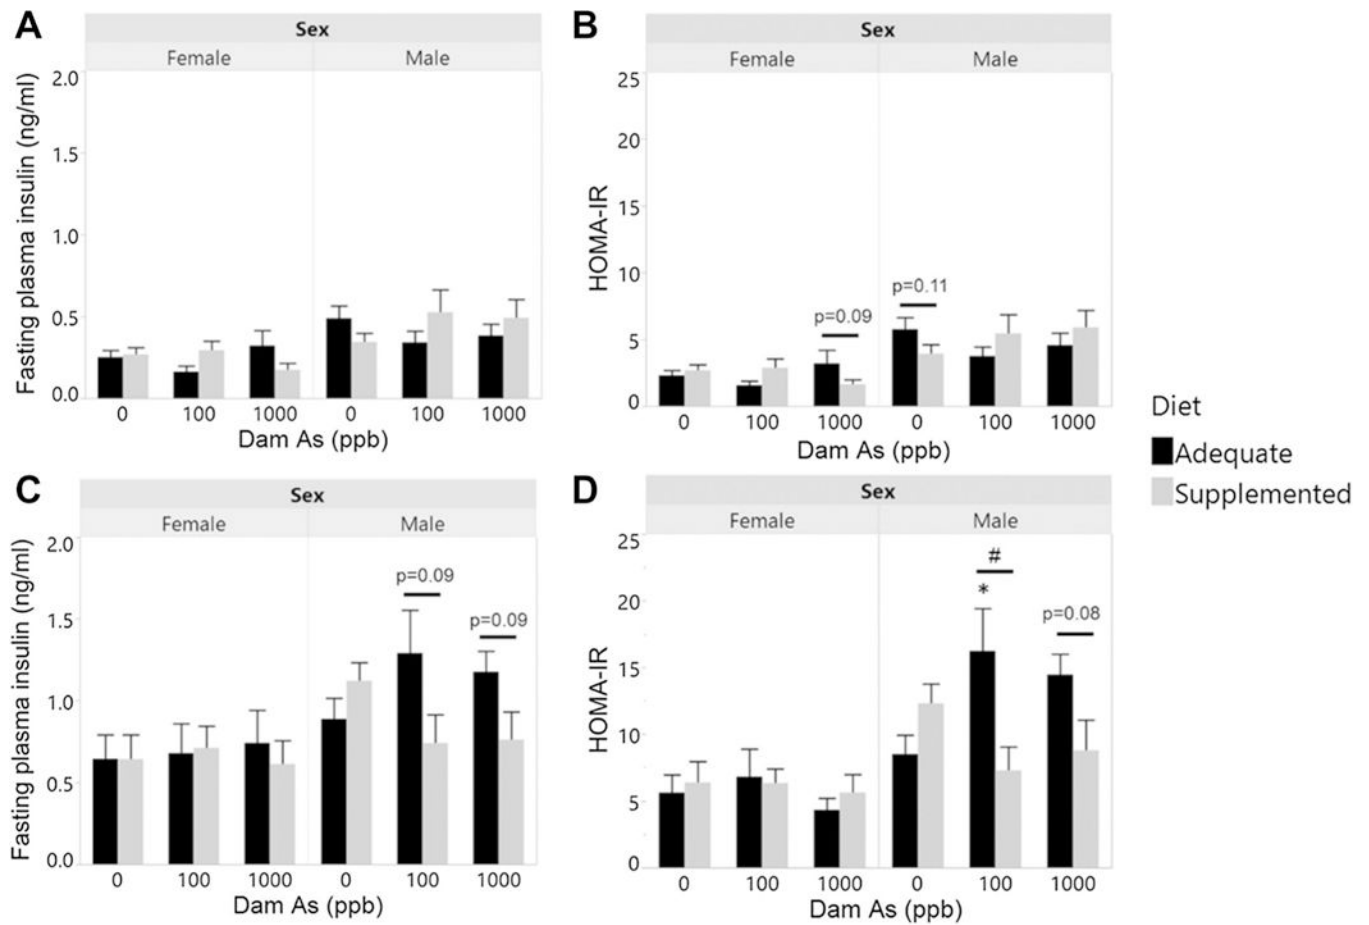 A
Sex
Female Male
Fasting plasma insulin (ng/ml)
2.0
1.5
1.0
0.5
0.0
0 100 1000 0 100 1000
Dam As (ppb)
B
Sex
Female Male
HOMA-IR
25
20
15
10
5
0
p=0.09
p=0.11
0 100 1000 0 100 1000
Dam As (ppb)
Diet
Adequate
Supplemented
C
Sex
Female Male
Fasting plasma insulin (ng/ml)
2.0
1.5
1.0
0.5
0.0
p=0.09
p=0.09
0 100 1000 0 100 1000
Dam As (ppb)
D
Sex
Female Male
HOMA-IR
25
20
15
10
5
0
#
*
p=0.08
0 100 1000 0 100 1000
Dam As (ppb)